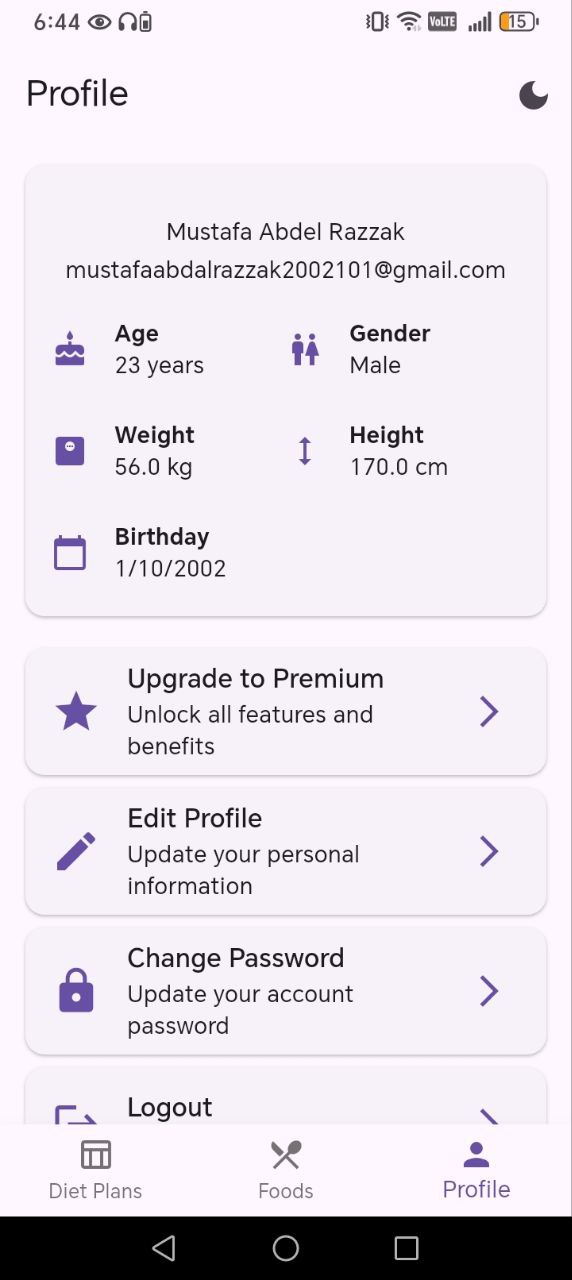 6:44
VoLTE
15
Profile
Mustafa Abdel Razzak
mustafaabdalrazzak2002101@gmail.com
Age
23 years
Gender
Male
Weight
56.0 kg
Height
170.0 cm
Birthday
1/10/2002
Upgrade to Premium
Unlock all features and
benefits
Edit Profile
Update your personal
information
Change Password
Update your account
password
Logout
Diet Plans
Foods
Profile